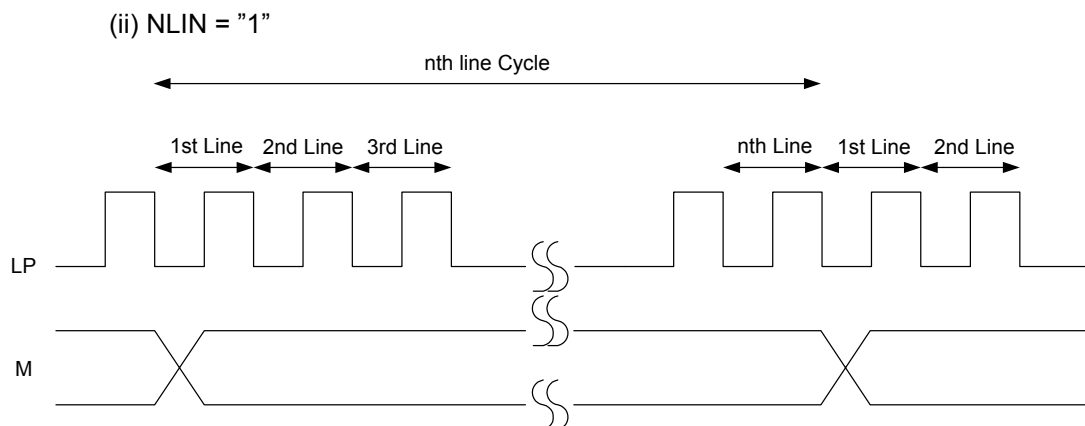 (ii) NLIN = ”1”
nth line Cycle
1st Line 2nd Line 3rd Line nth Line 1st Line 2nd Line
LP
M